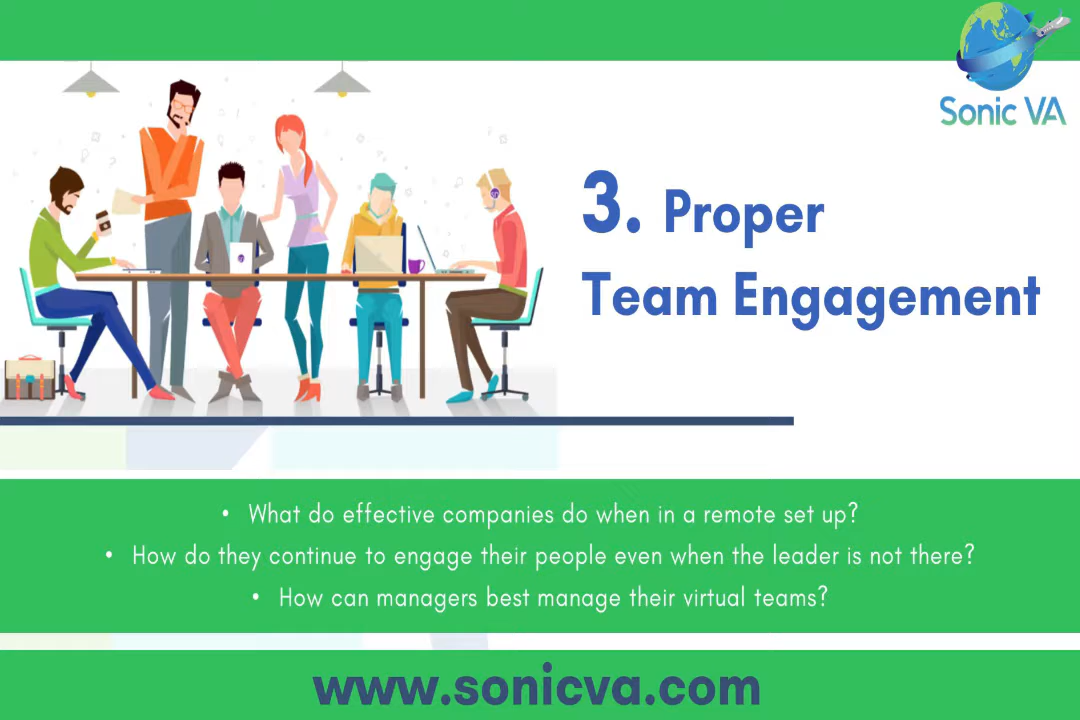 Sonic VA
3. Proper
Team Engagement
• What do effective companies do when in a remote set up?
• How do they continue to engage their people even when the leader is not there?
• How can managers best manage their virtual teams?
www.sonicva.com